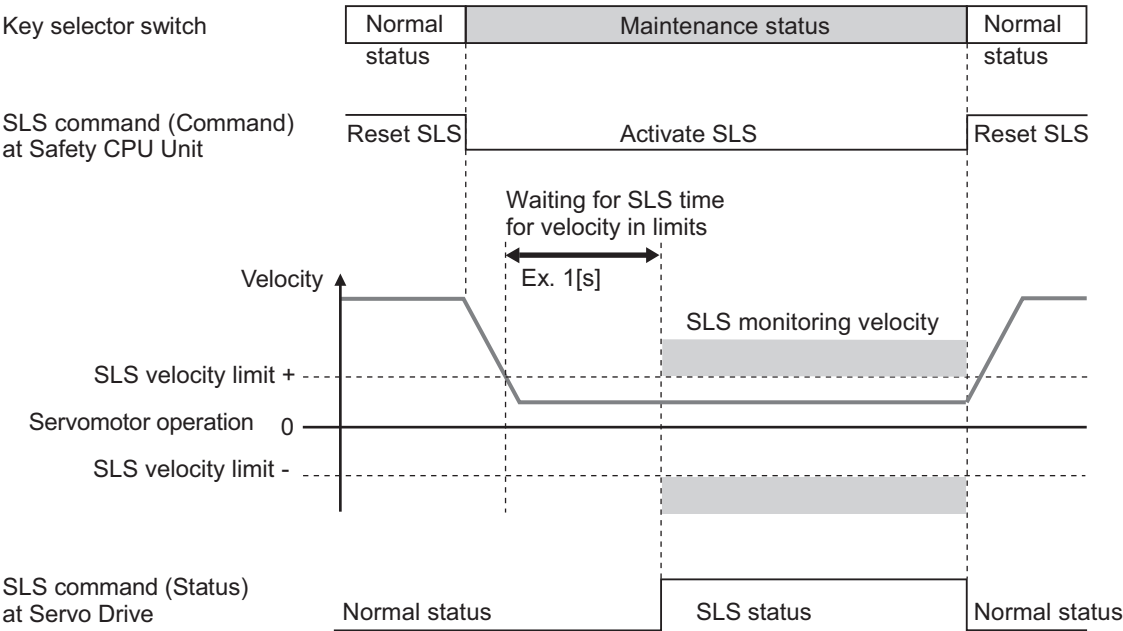 Key selector switch
Normal
status
Maintenance status
Normal
status
SLS command (Command)
at Safety CPU Unit
Reset SLS
Activate SLS
Reset SLS
Waiting for SLS time
for velocity in limits
Ex. 1[s]
Velocity
SLS monitoring velocity
SLS velocity limit +
Servomotor operation 0
SLS velocity limit -
SLS command (Status)
at Servo Drive
Normal status
SLS status
Normal status